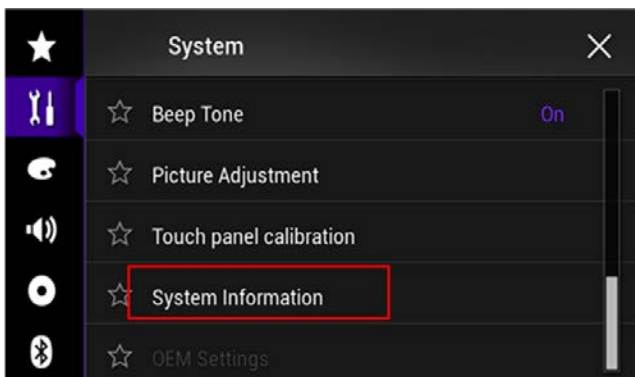 System
Beep Tone On
Picture Adjustment
Touch panel calibration
System Information
OEM Settings